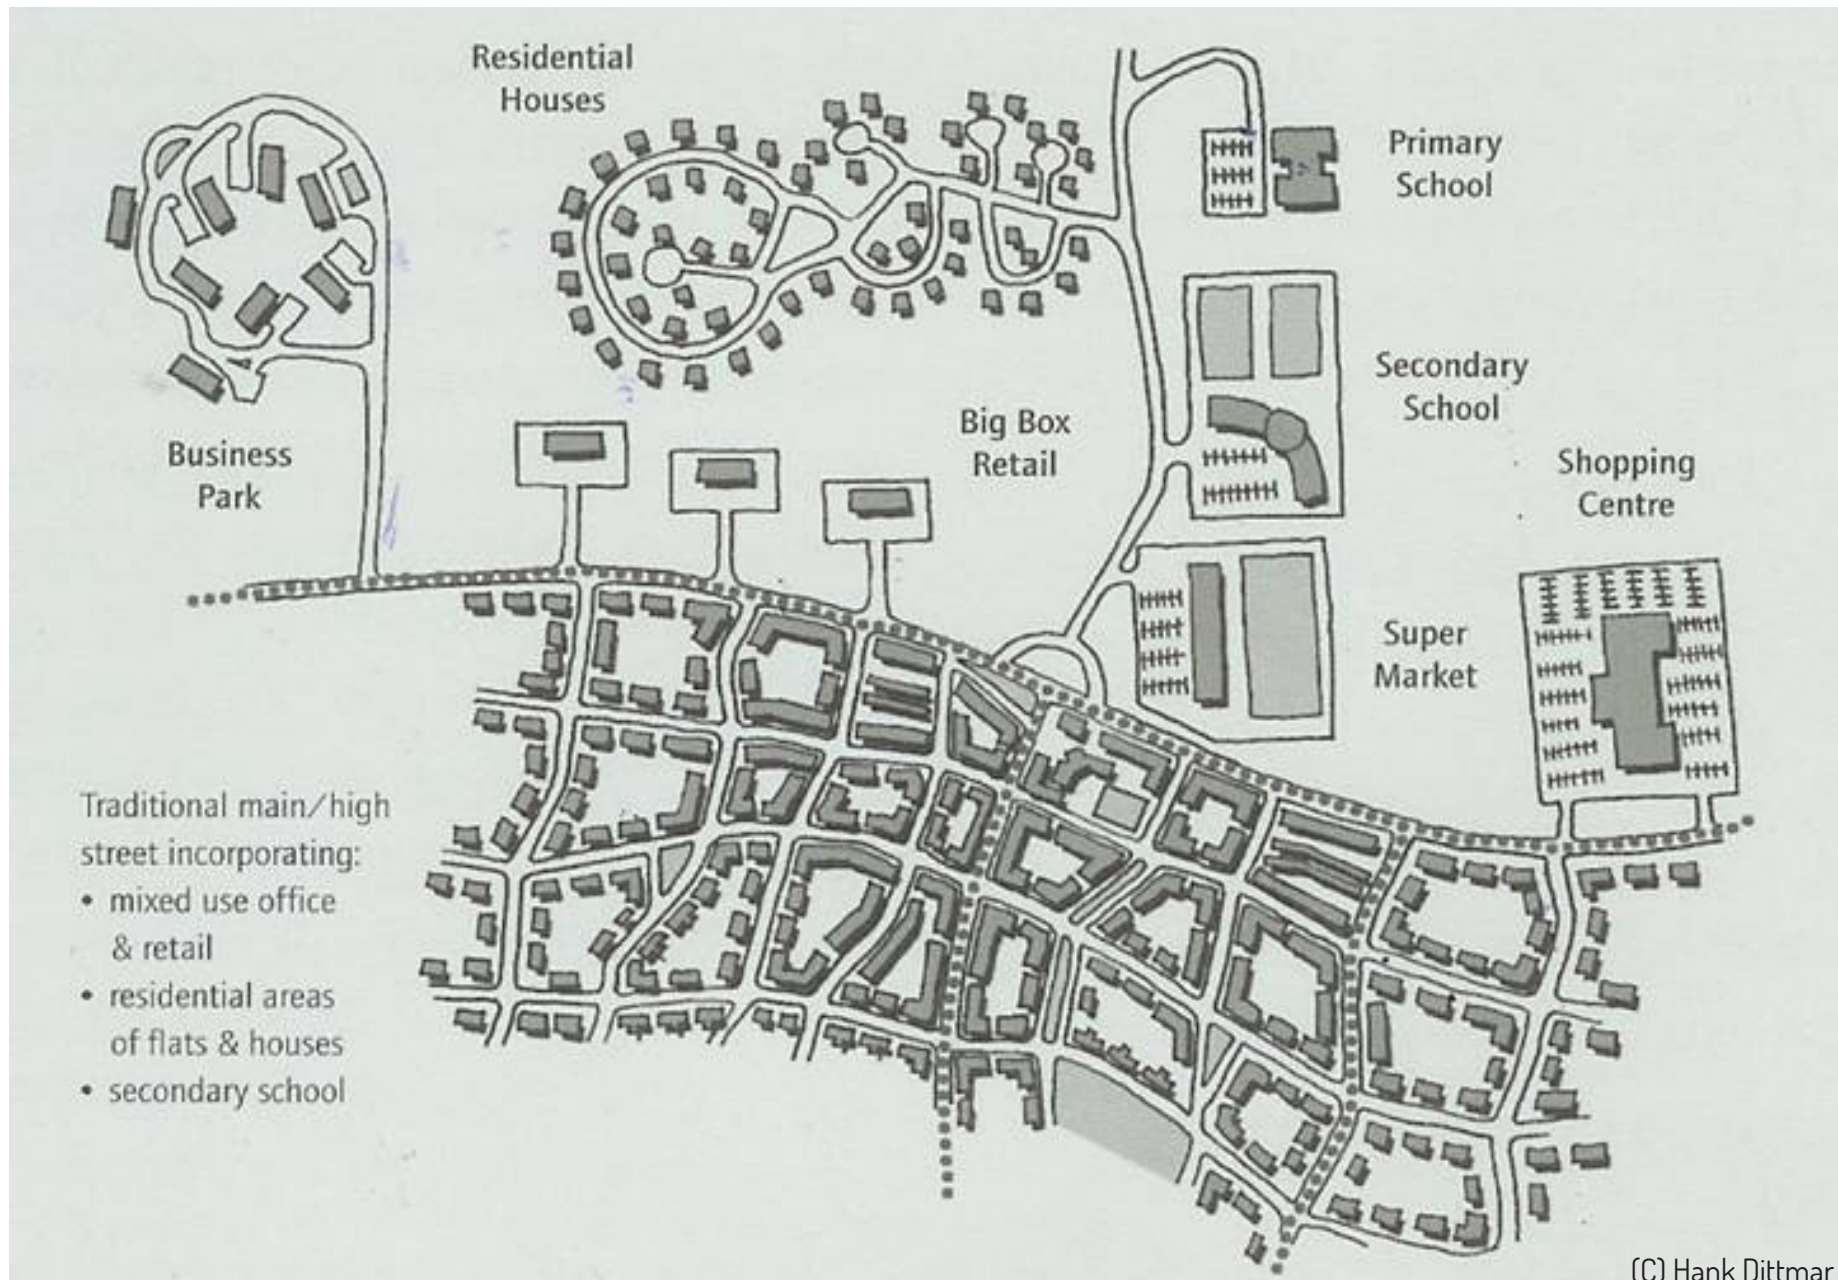 Residential
Houses
Primary
School
Secondary
School
Big Box
Retail
Business
Park
Shopping
Centre
Super
Market
Traditional main/high
street incorporating:
• mixed use office
& retail
• residential areas
of flats & houses
• secondary school
(C) Hank Dittmar